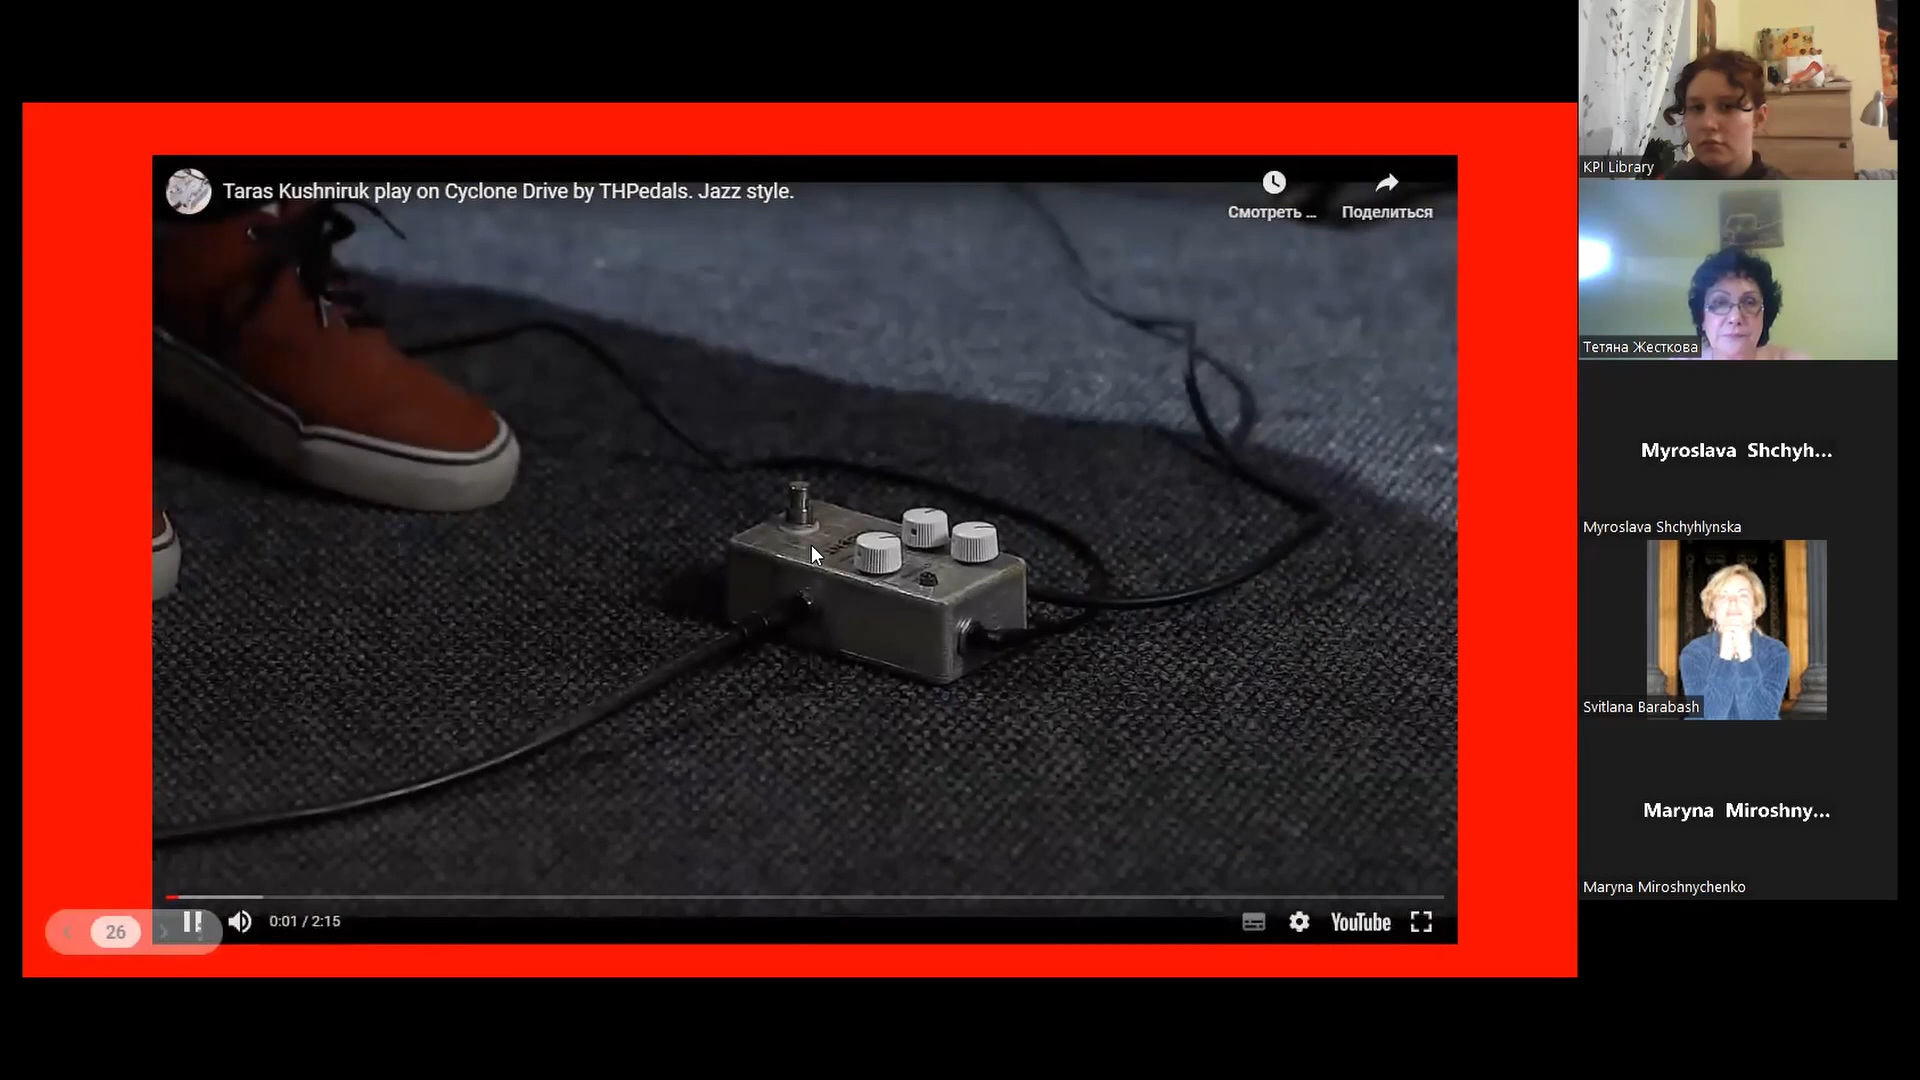 Taras Kushniruk play on Cyclone Drive by THPedals. Jazz style.
Смотреть ...
Поделиться
0:01 / 2:15
YouTube
26
KPI Library
Тетяна Жесткова
Myroslava Shchyh...
Myroslava Shchyhlynska
Svitlana Barabash
Maryna Miroshny...
Maryna Miroshnychenko